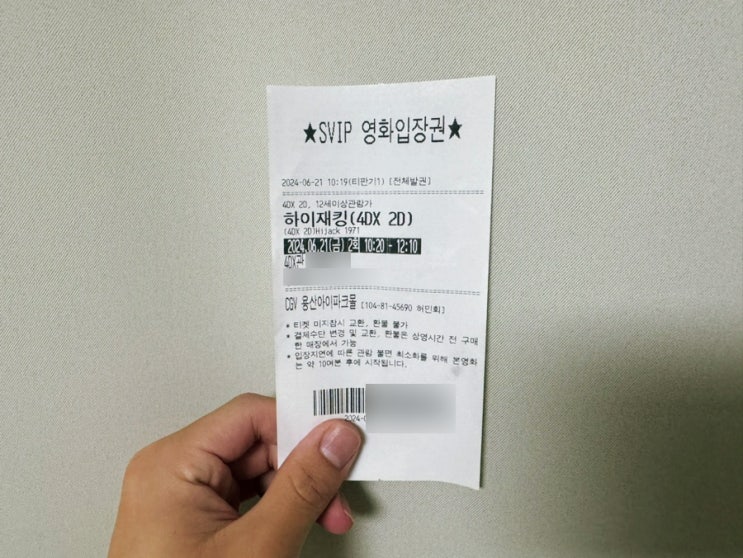 ★SVIP 영화입장권★
2024-06-21 10:19(티판기1) [전체발권]
4DX 2D, 12세이상관람가
하이재킹(4DX 2D)
(4DX 2D)Hijack 1971
2024.06.21(금) 2회 10:20 - 12:10
4DX관
CGV 용산아이파크몰 [104-81-45690 허민회]
* 티켓 미지참시 교환, 환불 불가
* 결제수단 변경 및 교환, 환불은 상영시간 전 구매
한 매장에서 가능
* 입장지연에 따른 관람 불편 최소화를 위해 본영화
는 약 10여분 후에 시작됩니다.
2024-0